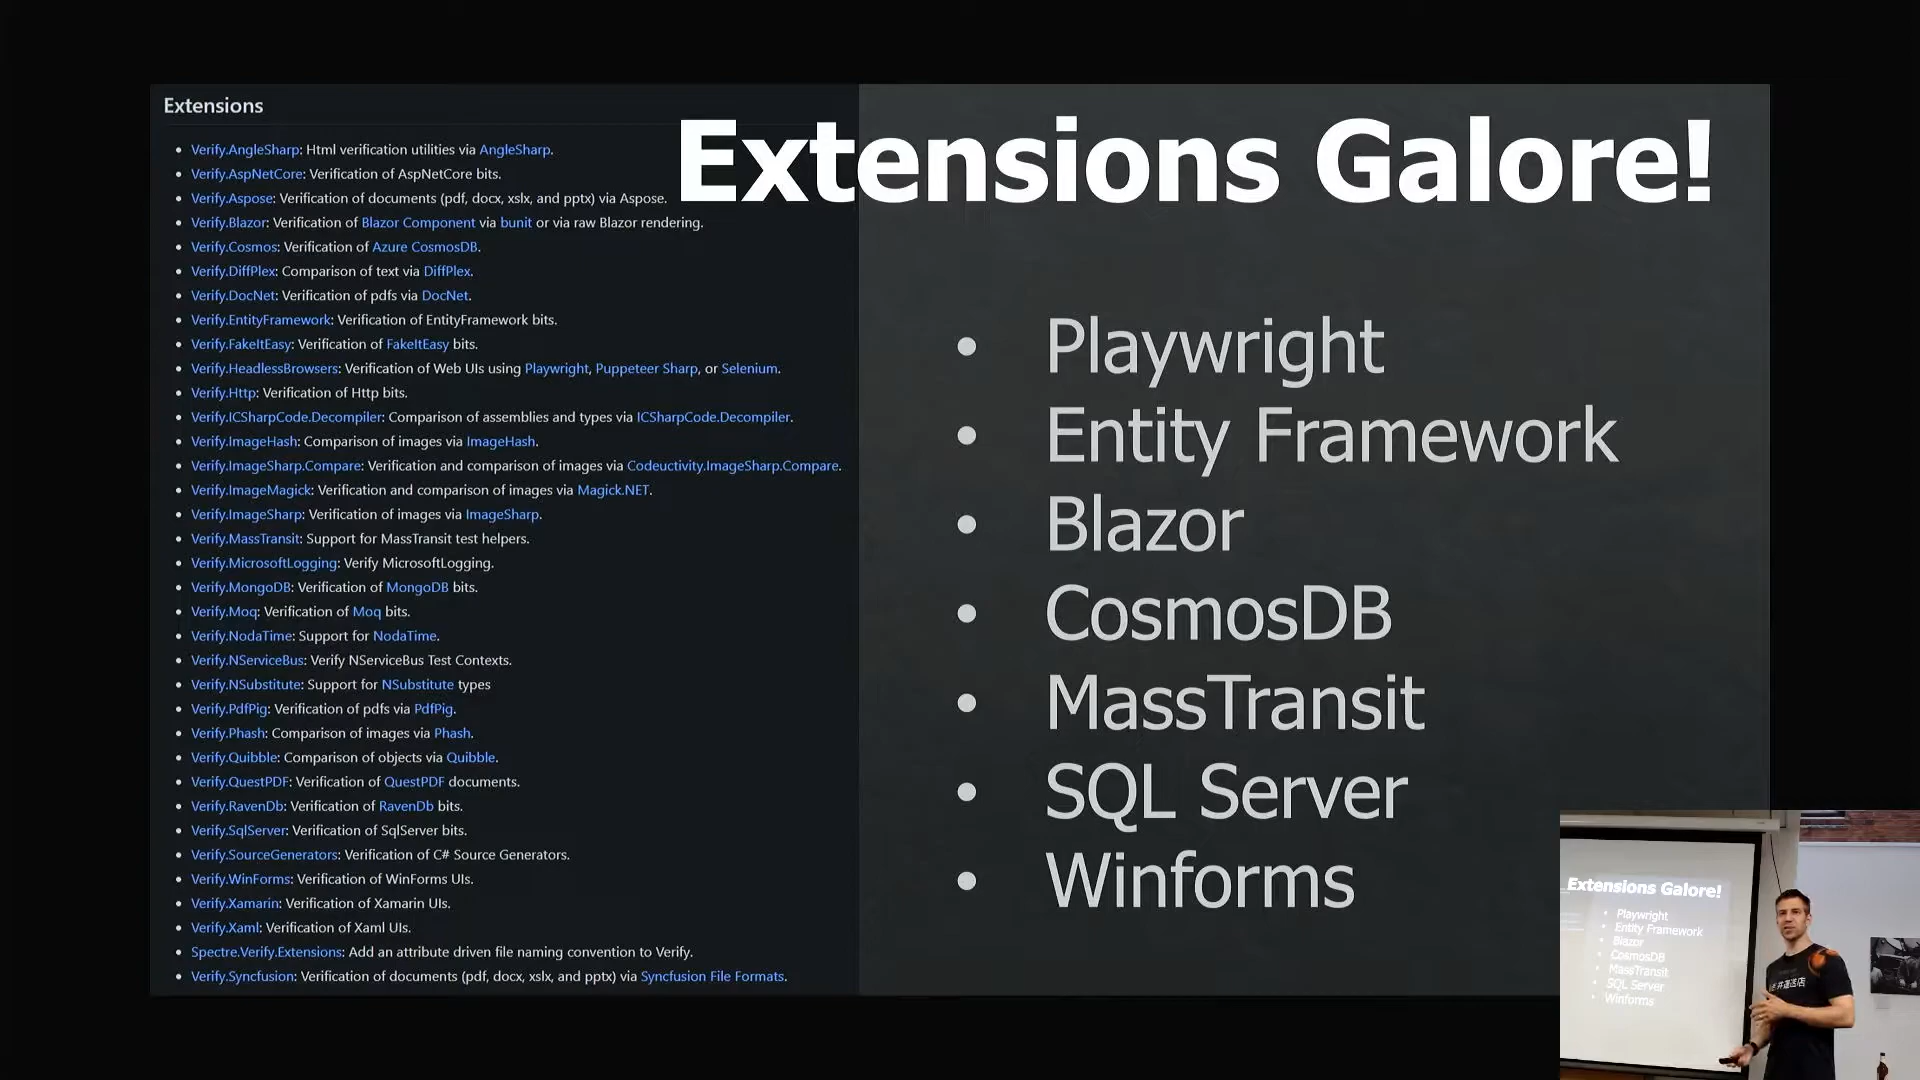 Extensions
Verify.AngleSharp: Html verification utilities via AngleSharp.
Verify.AspNetCore: Verification of AspNetCore bits.
Verify.Aspose: Verification of documents (pdf, docx, xslx, and pptx) via Aspose.
Verify.Blazor: Verification of Blazor Component via bunit or via raw Blazor rendering.
Verify.Cosmos: Verification of Azure CosmosDB.
Verify.DiffPlex: Comparison of text via DiffPlex.
Verify.DocNet: Verification of pdfs via DocNet.
Verify.EntityFramework: Verification of EntityFramework bits.
Verify.FakeItEasy: Verification of FakeItEasy bits.
Verify.HeadlessBrowsers: Verification of Web UIs using Playwright, Puppeteer Sharp, or Selenium.
Verify.Http: Verification of Http bits.
Verify.ICSharpCode.Decompiler: Comparison of assemblies and types via ICSharpCode.Decompiler.
Verify.ImageHash: Comparison of images via ImageHash.
Verify.ImageSharp.Compare: Verification and comparison of images via Codeuctivity.ImageSharp.Compare.
Verify.ImageMagick: Verification and comparison of images via Magick.NET.
Verify.ImageSharp: Verification of images via ImageSharp.
Verify.MassTransit: Support for MassTransit test helpers.
Verify.MicrosoftLogging: Verify MicrosoftLogging.
Verify.MongoDB: Verification of MongoDB bits.
Verify.Moq: Verification of Moq bits.
Verify.NodaTime: Support for NodaTime.
Verify.NServiceBus: Verify NServiceBus Test Contexts.
Verify.NSubstitute: Support for NSubstitute types
Verify.PdfPig: Verification of pdfs via PdfPig.
Verify.Phash: Comparison of images via Phash.
Verify.Quibble: Comparison of objects via Quibble.
Verify.QuestPDF: Verification of QuestPDF documents.
Verify.RavenDb: Verification of RavenDb bits.
Verify.SqlServer: Verification of SqlServer bits.
Verify.SourceGenerators: Verification of C# Source Generators.
Verify.WinForms: Verification of WinForms UIs.
Verify.Xamarin: Verification of Xamarin UIs.
Verify.Xaml: Verification of Xaml UIs.
Spectre.Verify.Extensions: Add an attribute driven file naming convention to Verify.
Verify.Syncfusion: Verification of documents (pdf, docx, xslx, and pptx) via Syncfusion File Formats.
Extensions Galore!
Playwright
Entity Framework
Blazor
CosmosDB
MassTransit
SQL Server
Winforms
Extensions Galore!
Playwright
Entity Framework
Blazor
CosmosDB
MassTransit
SQL Server
Winforms